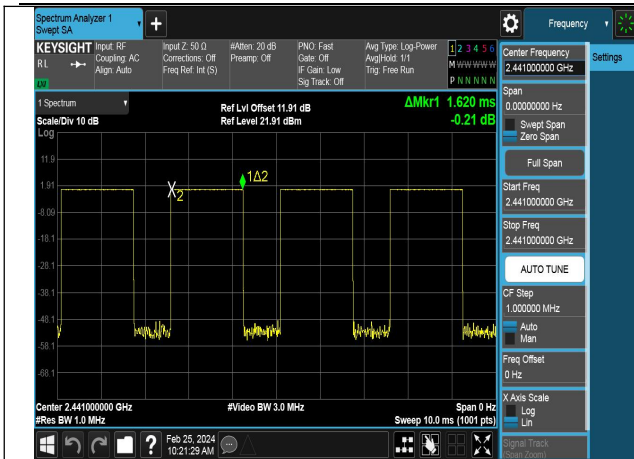 Spectrum Analyzer 1
Swept SA
Frequency
KEYSIGHT
RL
LXI
Input: RF
Coupling: AC
Align: Auto
Input Z: 50 Ω
Corrections: Off
Freq Ref: Int (S)
#Atten: 20 dB
Preamp: Off
PNO: Fast
Gate: Off
IF Gain: Low
Sig Track: Off
Avg Type: Log-Power
Avg|Hold: 1/1
Trig: Free Run
1 2 3 4 5 6
M W W W W W
P N N N N N
1 Spectrum
Scale/Div 10 dB
Log
Ref Lvl Offset 11.91 dB
Ref Level 21.91 dBm
ΔMkr1 1.620 ms
-0.21 dB
11.9
1.91
-8.09
-18.1
-28.1
-38.1
-48.1
-58.1
-68.1
X2
1Δ2
Center 2.441000000 GHz
#Res BW 1.0 MHz
#Video BW 3.0 MHz
Span 0 Hz
Sweep 10.0 ms (1001 pts)
Feb 25, 2024
10:21:29 AM
Center Frequency
2.441000000 GHz
Span
0.00000000 Hz
Swept Span
Zero Span
Full Span
Start Freq
2.441000000 GHz
Stop Freq
2.441000000 GHz
AUTO TUNE
CF Step
1.000000 MHz
Auto
Man
Freq Offset
0 Hz
X Axis Scale
Log
Lin
Signal Track
(Span Zoom)
Settings